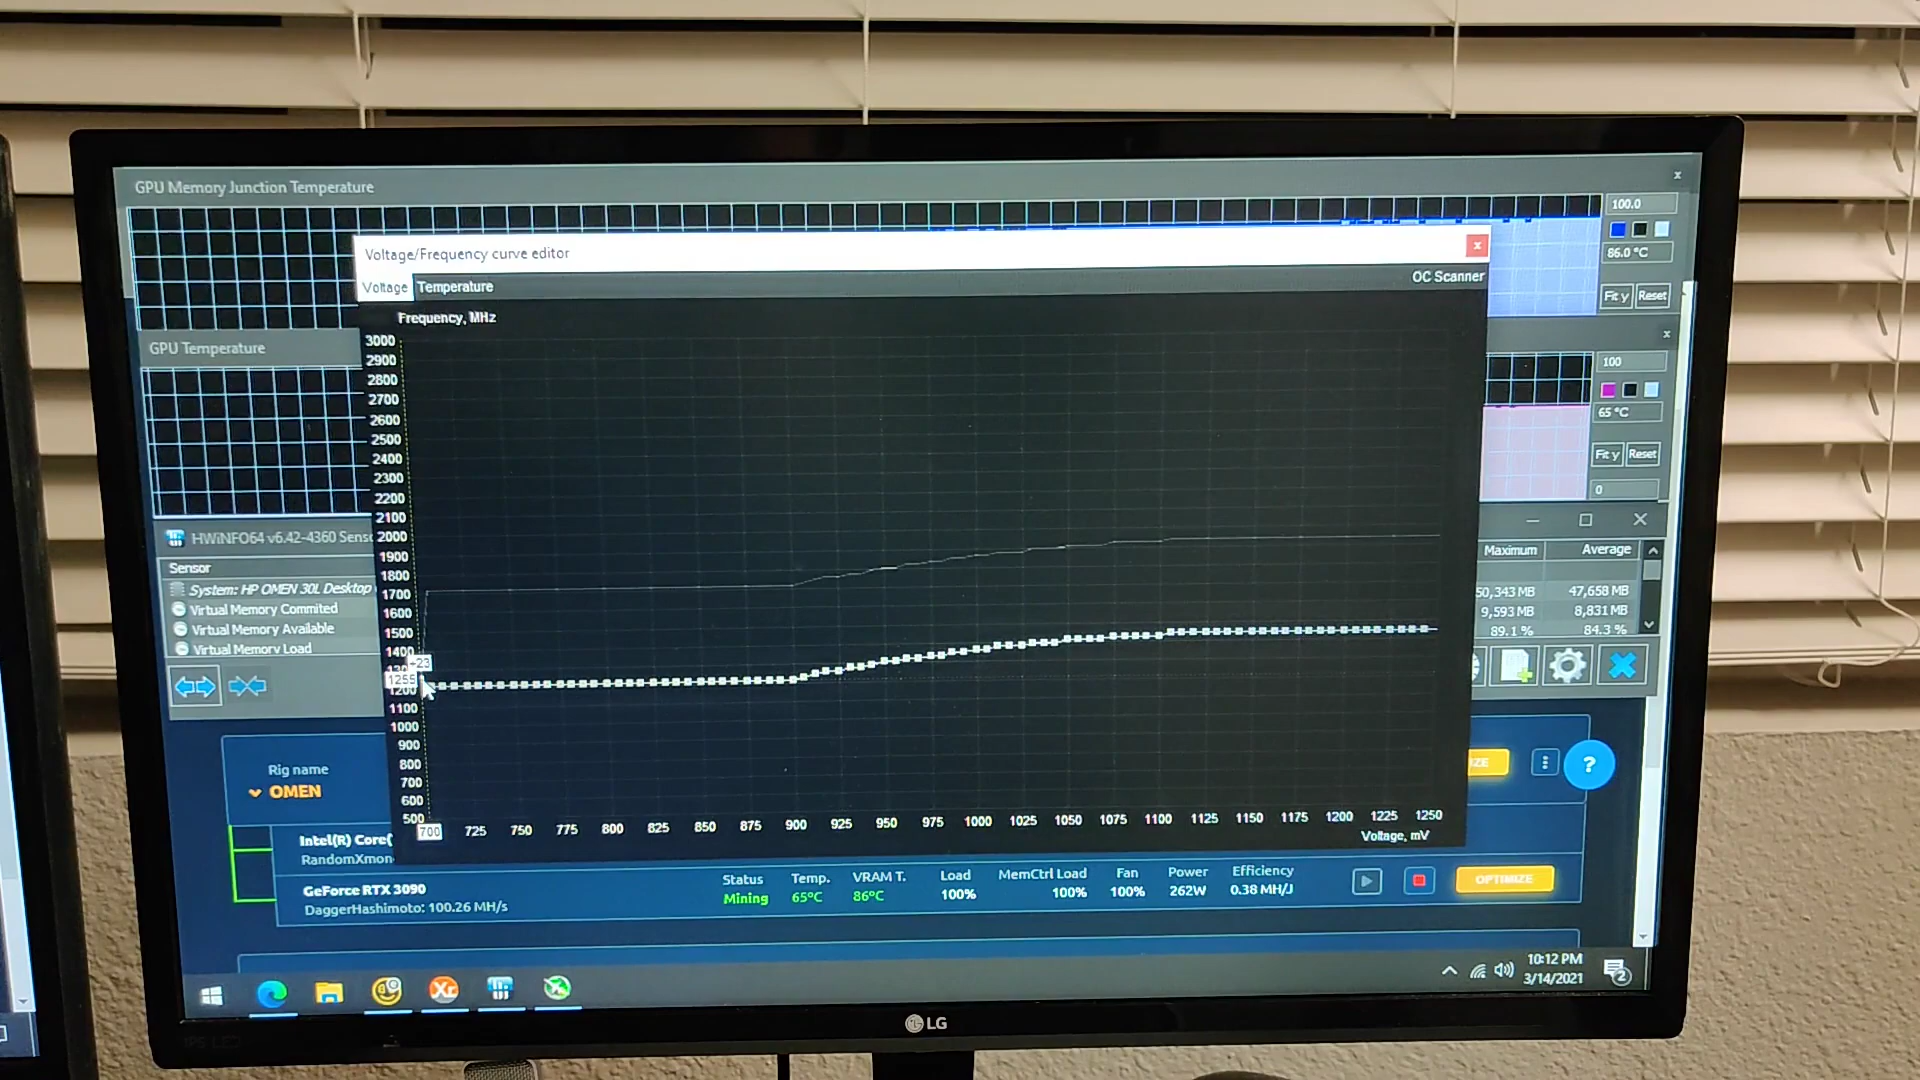 GPU Memory Junction Temperature
x
100.0
86.0 °C
Fit y Reset
Voltage/Frequency curve editor
x
Voltage Temperature
OC Scanner
Frequency, MHz
3000
2900
2800
2700
2600
2500
2400
2300
2200
2100
2000
1900
1800
1700
1600
1500
1400
1255
1200
1100
1000
900
800
700
600
500
700 725 750 775 800 825 850 875 900 925 950 975 1000 1025 1050 1075 1100 1125 1150 1175 1200 1225 1250
Voltage, mV
GPU Temperature
x
100
65 °C
Fit y Reset
0
HWiNFO64 v6.42-4360 Senso
Sensor
Maximum Average
System: HP OMEN 30L Desktop
Virtual Memory Commited
50,343 MB 47,658 MB
Virtual Memory Available
9,593 MB 8,831 MB
Virtual Memory Load
89.1 % 84.3 %
Rig name
OMEN
ZE
?
Intel(R) Core(
RandomXmon
GeForce RTX 3090
DaggerHashimoto: 100.26 MH/s
Status Temp. VRAM T. Load MemCtrl Load Fan Power Efficiency
Mining 65°C 86°C 100% 100% 100% 262W 0.38 MH/J
OPTIMIZE
Xr
10:12 PM
3/14/2021
2
LG
IPS LED